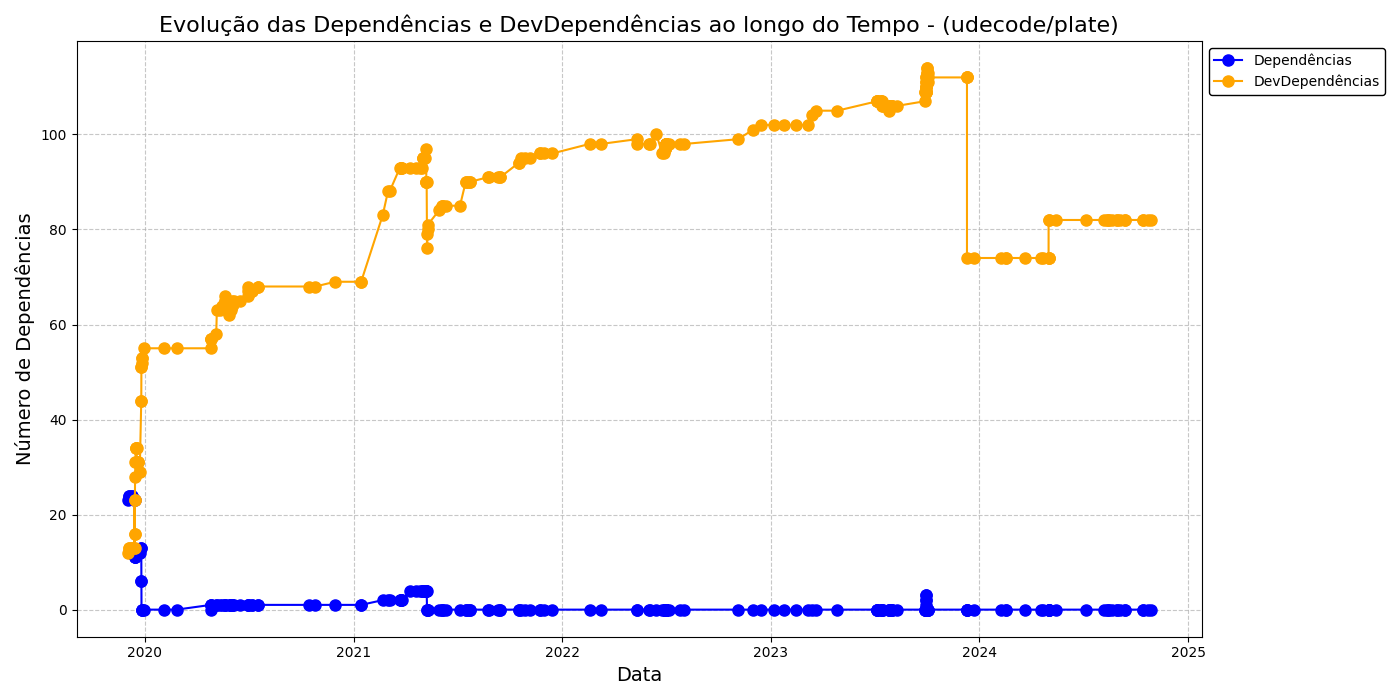 Evolução das Dependências e DevDependências ao longo do Tempo - (udecode/plate)
Dependências
DevDependências
Número de Dependências
100
80
60
40
20
0
2020
2021
2022
2023
2024
2025
Data